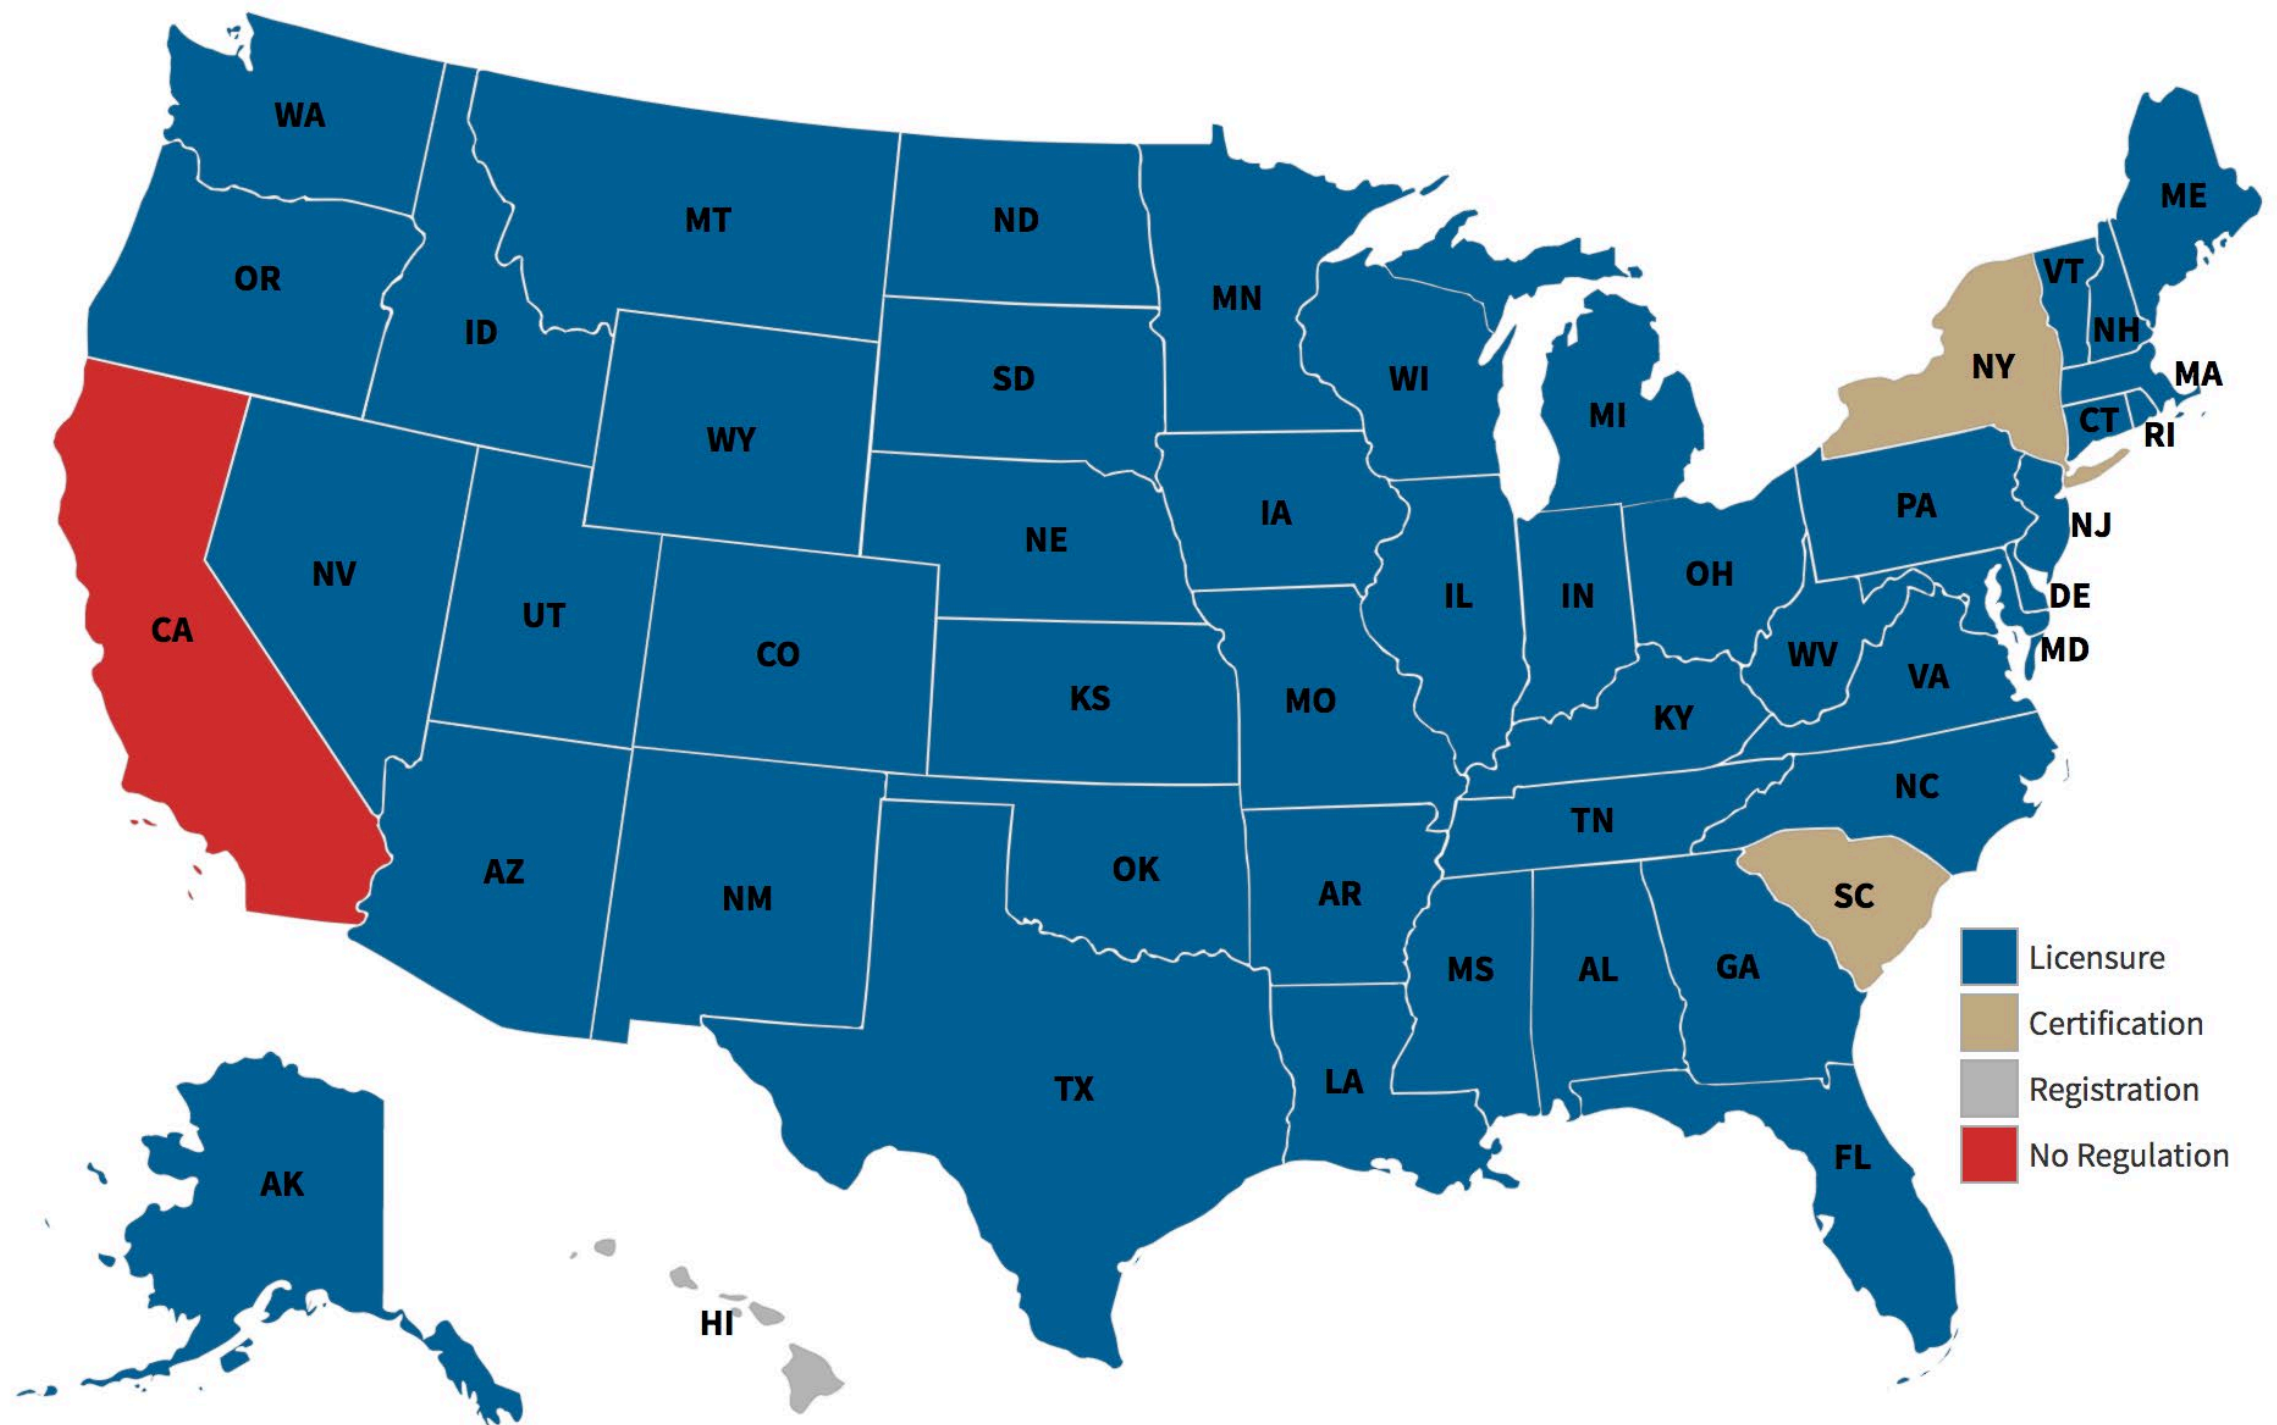 WA
ME
MT
ND
VT
OR
MN
ID
NH
NY
MA
SD
WI
MI
CT
RI
WY
PA
IA
NJ
NE
NV
OH
IL
IN
DE
UT
CA
CO
WV
MD
VA
KS
MO
KY
NC
TN
OK
AZ
AR
NM
SC
MS
AL
GA
Licensure
Certification
LA
TX
Registration
No Regulation
FL
AK
HI